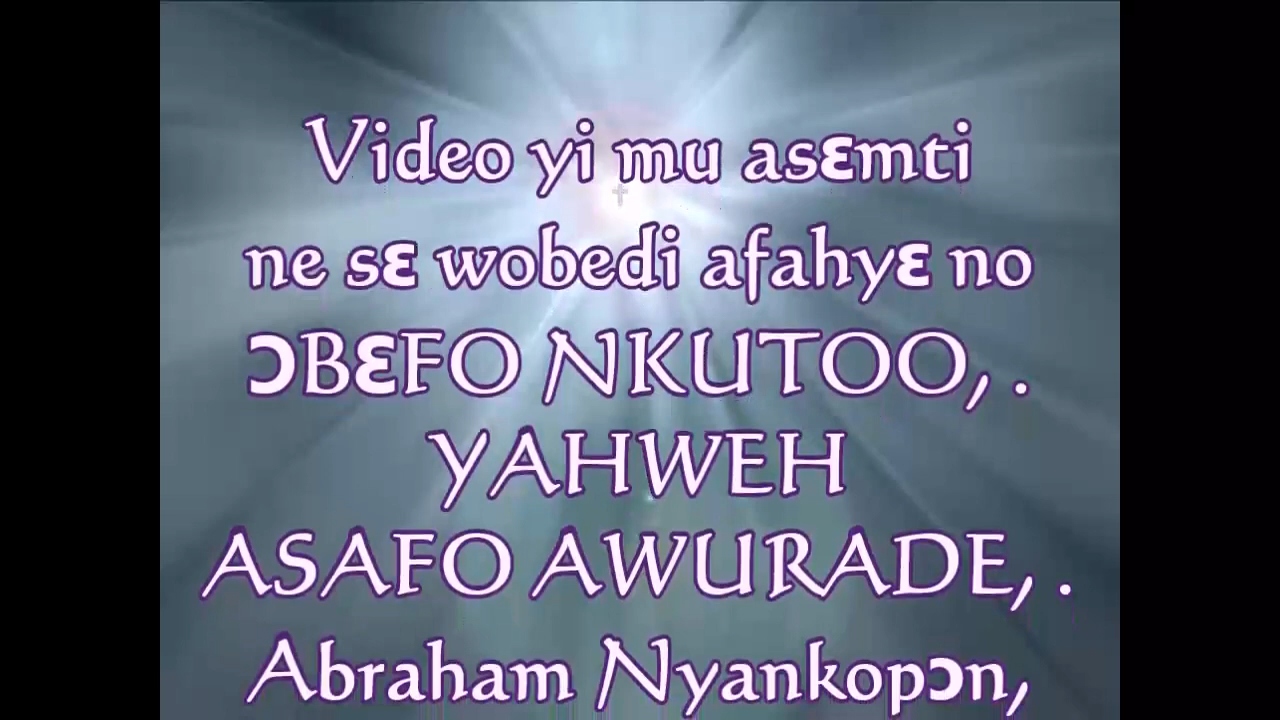 Video yi mu asɛmti
ne sɛ wobedi afahyɛ no
ƆBƐFO NKUTOO, .
YAHWEH
ASAFO AWURADE, .
Abraham Nyankopɔn,